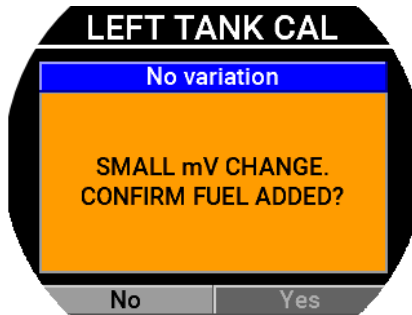 LEFT TANK CAL
No variation
SMALL mV CHANGE.
CONFIRM FUEL ADDED?
No
Yes